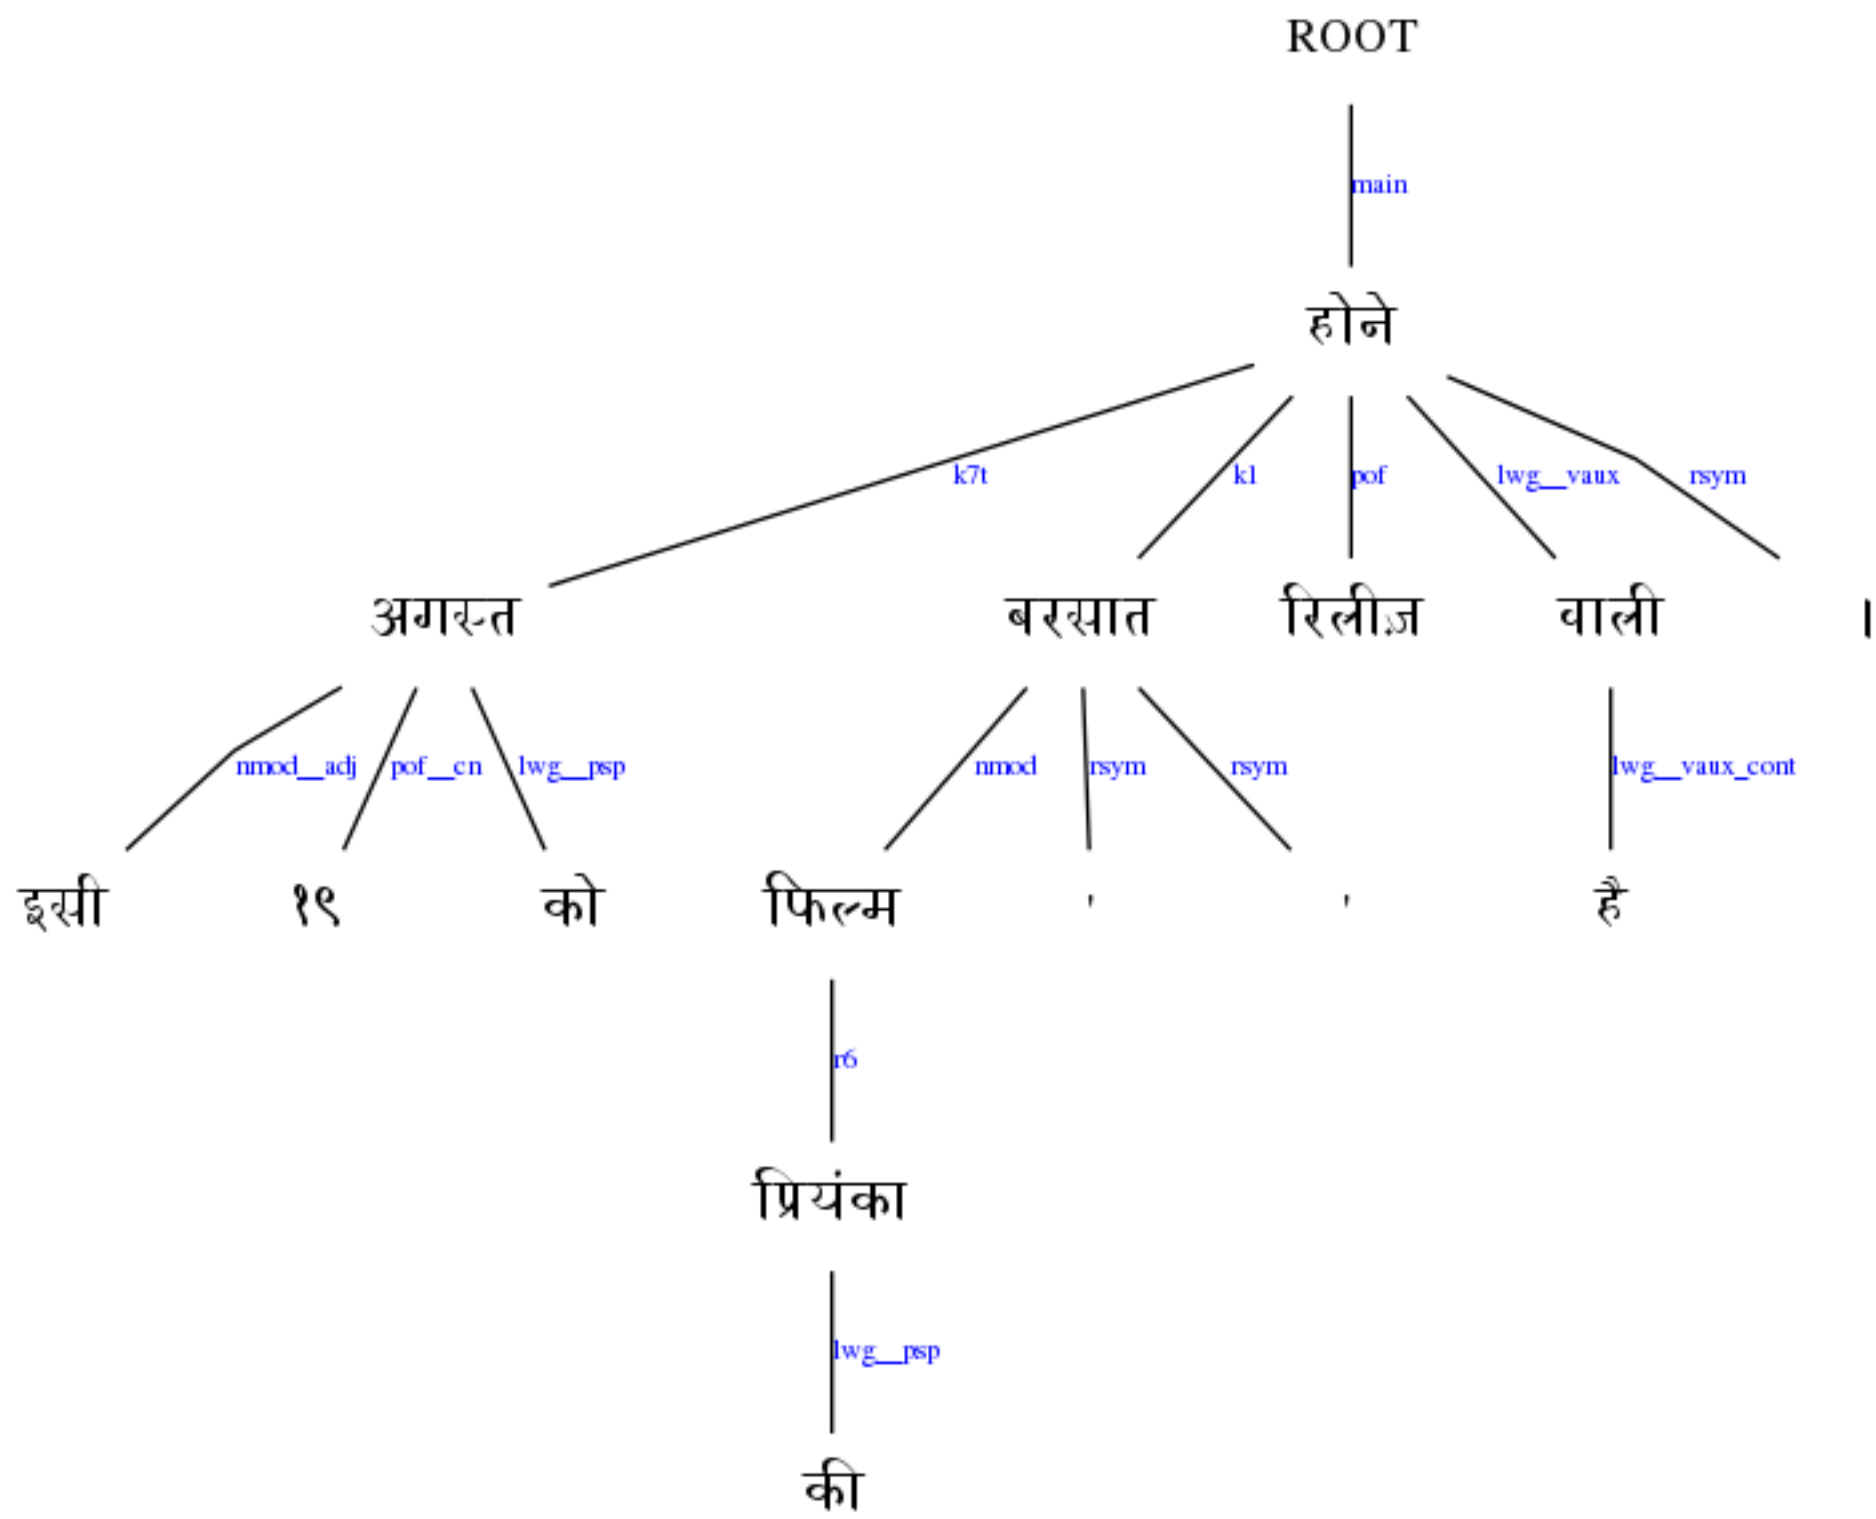 ROOT
main
होने
k7t k1 pof lwg__vaux rsym
अगस्त बरसात रिलीज़ वाली ।
nmod__adj pof__cn lwg__psp nmod rsym rsym lwg__vaux_cont
इसी १९ को फिल्म ' ' है
r6
प्रियंका
lwg__psp
की